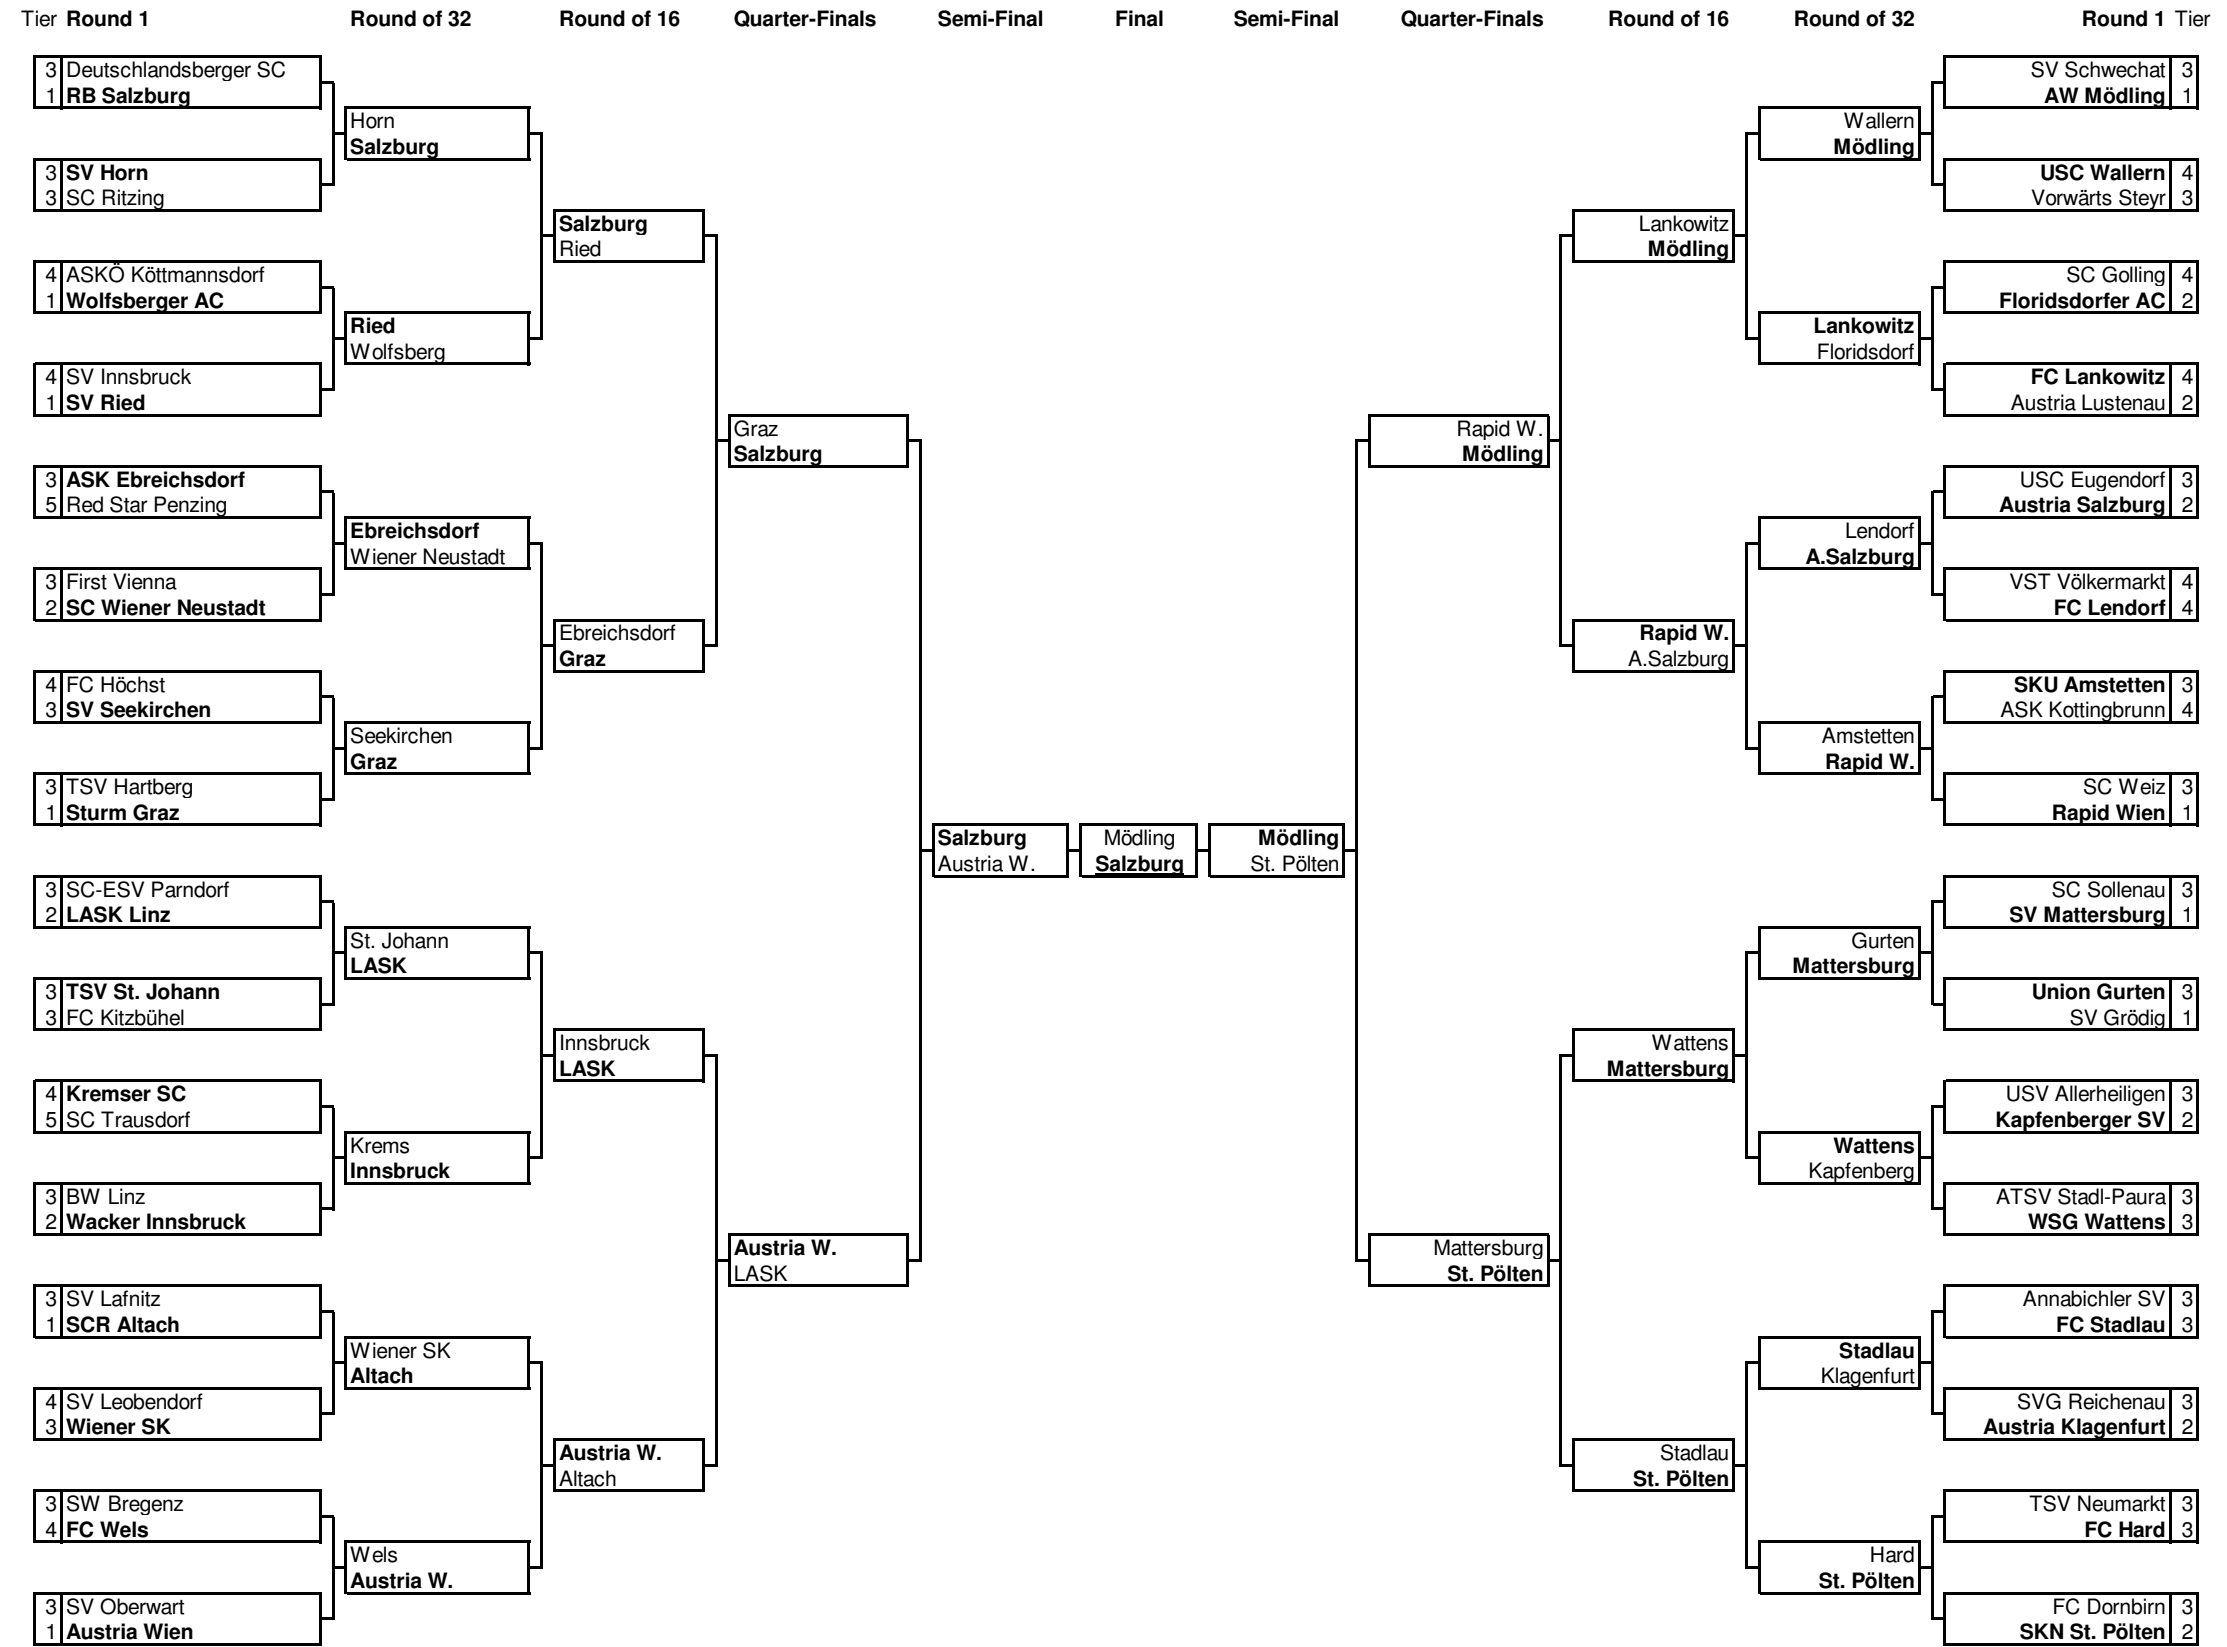 Tier Round 1 Round of 32 Round of 16 Quarter-Finals Semi-Final Final Semi-Final Quarter-Finals Round of 16 Round of 32 Round 1 Tier
3 Deutschlandsberger SC
1 RB Salzburg
3 SV Horn
3 SC Ritzing
4 ASKÖ Köttmannsdorf
1 Wolfsberger AC
4 SV Innsbruck
1 SV Ried
3 ASK Ebreichsdorf
5 Red Star Penzing
3 First Vienna
2 SC Wiener Neustadt
4 FC Höchst
3 SV Seekirchen
3 TSV Hartberg
1 Sturm Graz
3 SC-ESV Parndorf
2 LASK Linz
3 TSV St. Johann
3 FC Kitzbühel
4 Kremser SC
5 SC Trausdorf
3 BW Linz
2 Wacker Innsbruck
3 SV Lafnitz
1 SCR Altach
4 SV Leobendorf
3 Wiener SK
3 SW Bregenz
4 FC Wels
3 SV Oberwart
1 Austria Wien
Horn
Salzburg
Ried
Wolfsberg
Ebreichsdorf
Wiener Neustadt
Seekirchen
Graz
St. Johann
LASK
Krems
Innsbruck
Wiener SK
Altach
Wels
Austria W.
Salzburg
Ried
Ebreichsdorf
Graz
Innsbruck
LASK
Austria W.
Altach
Graz
Salzburg
Austria W.
LASK
Salzburg
Austria W.
Mödling
Salzburg
Mödling
St. Pölten
Rapid W.
Mödling
Mattersburg
St. Pölten
Lankowitz
Mödling
Rapid W.
A.Salzburg
Wattens
Mattersburg
Stadlau
St. Pölten
Wallern
Mödling
Lankowitz
Floridsdorf
Lendorf
A.Salzburg
Amstetten
Rapid W.
Gurten
Mattersburg
Wattens
Kapfenberg
Stadlau
Klagenfurt
Hard
St. Pölten
SV Schwechat 3
AW Mödling 1
USC Wallern 4
Vorwärts Steyr 3
SC Golling 4
Floridsdorfer AC 2
FC Lankowitz 4
Austria Lustenau 2
USC Eugendorf 3
Austria Salzburg 2
VST Völkermarkt 4
FC Lendorf 4
SKU Amstetten 3
ASK Kottingbrunn 4
SC Weiz 3
Rapid Wien 1
SC Sollenau 3
SV Mattersburg 1
Union Gurten 3
SV Grödig 1
USV Allerheiligen 3
Kapfenberger SV 2
ATSV Stadl-Paura 3
WSG Wattens 3
Annabichler SV 3
FC Stadlau 3
SVG Reichenau 3
Austria Klagenfurt 2
TSV Neumarkt 3
FC Hard 3
FC Dornbirn 3
SKN St. Pölten 2